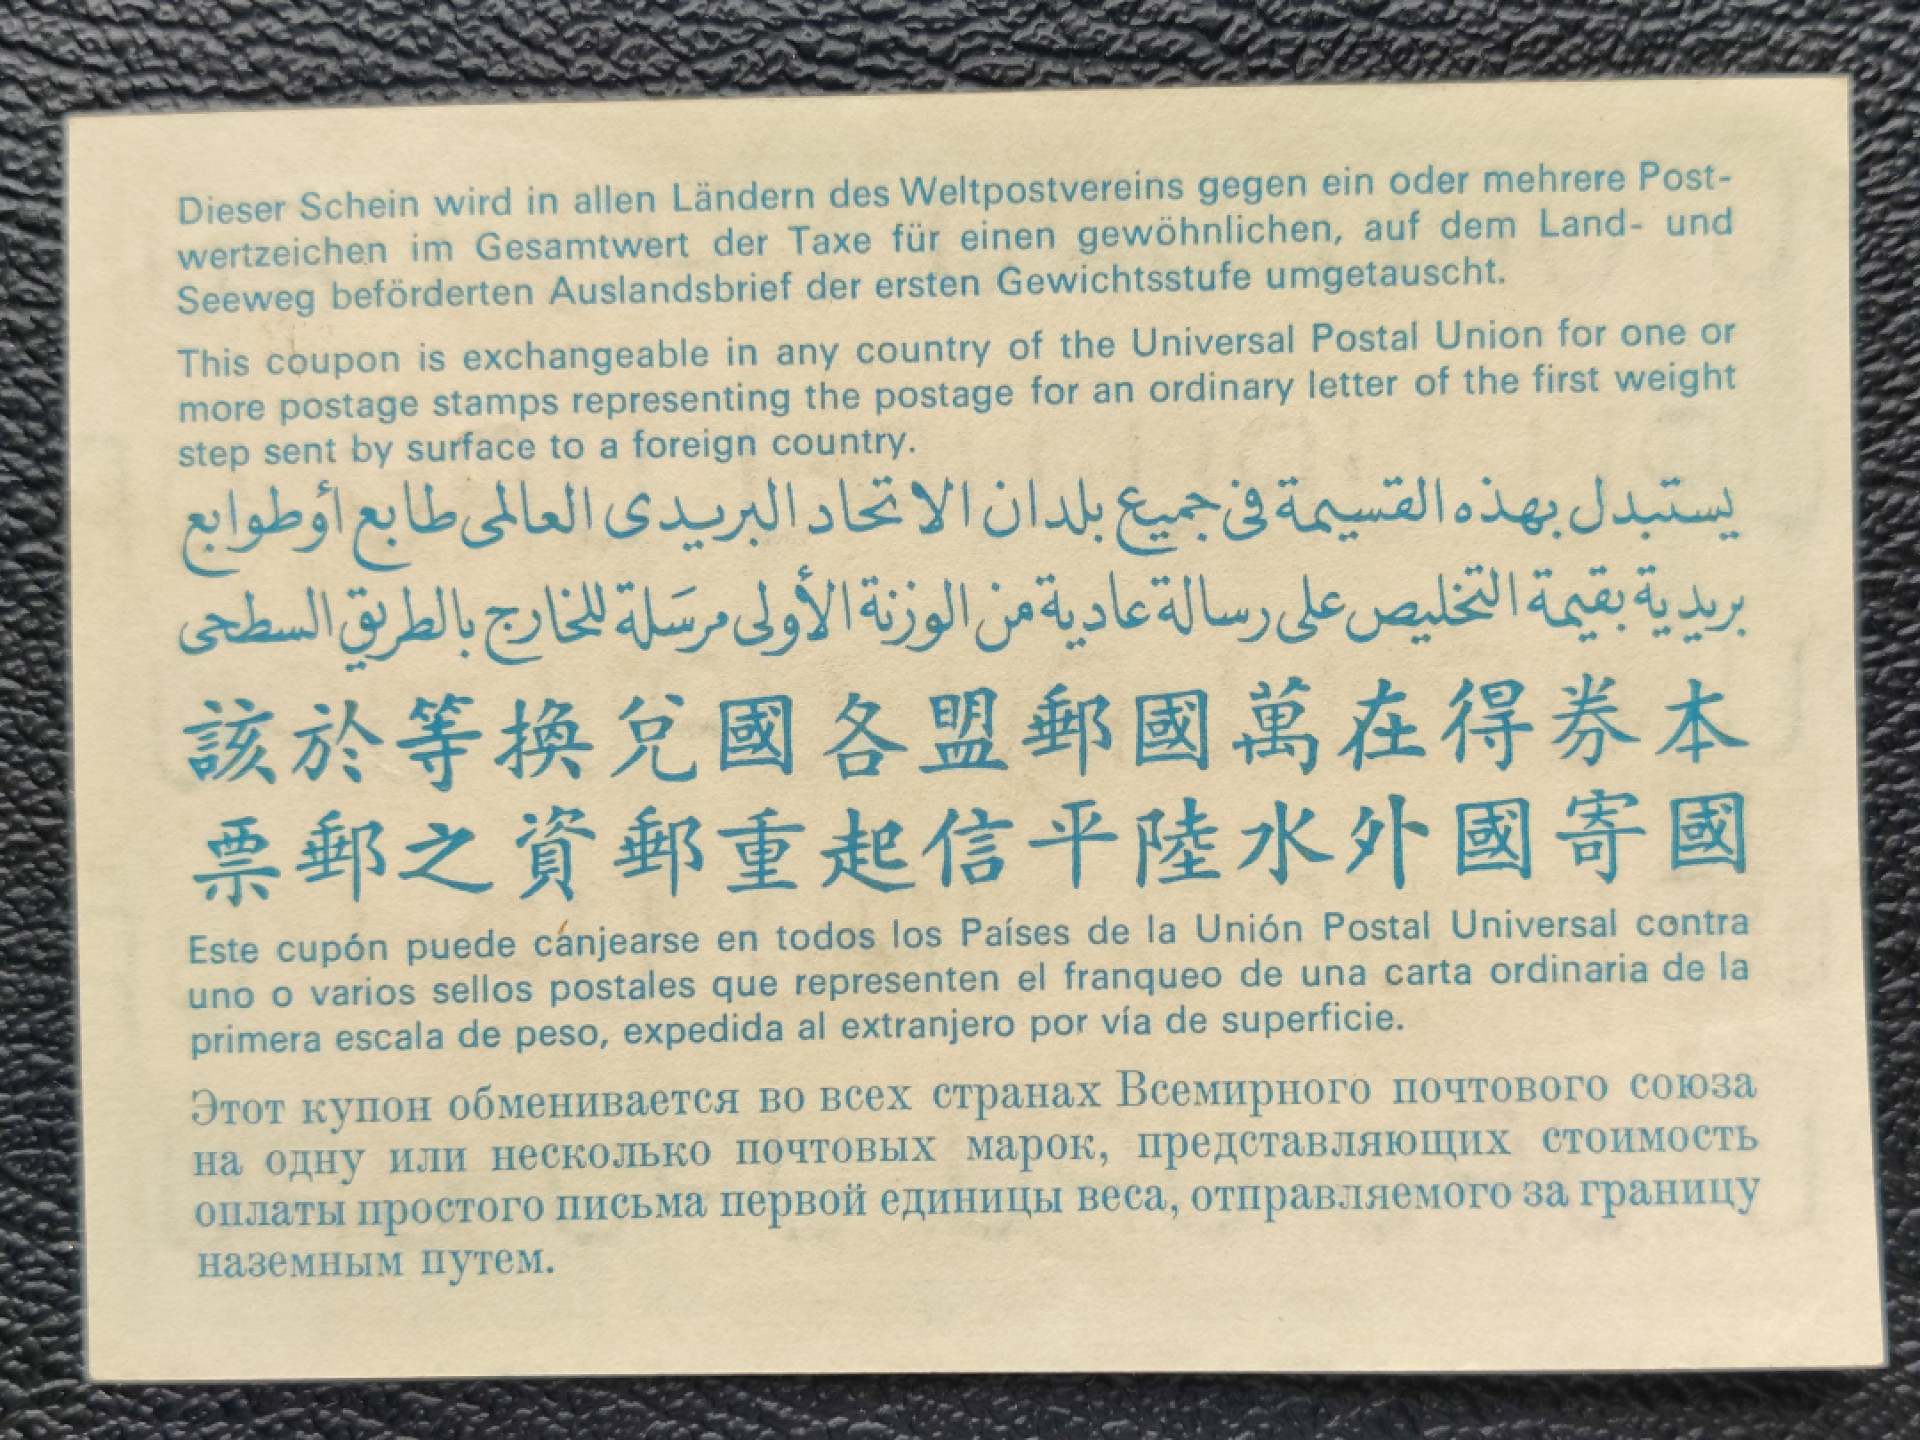 Dieser Schein wird in allen Ländern des Weltpostvereins gegen ein oder mehrere Post-
wertzeichen im Gesamtwert der Taxe für einen gewöhnlichen, auf dem Land- und
Seeweg beförderten Auslandsbrief der ersten Gewichtsstufe umgetauscht.
This coupon is exchangeable in any country of the Universal Postal Union for one or
more postage stamps representing the postage for an ordinary letter of the first weight
step sent by surface to a foreign country.
يستبدل بهذه القسيمة فى جميع بلدان الاتحاد البريدى العالمى طابع أو طوابع
بريدية بقيمة التخليص على رسالة عادية من الوزنة الأولى مرسَلة للخارج بالطريق السطحى
本券得在萬國郵盟各國兌換等於該
國寄國外水陸平信起重郵資之郵票
Este cupón puede canjearse en todos los Países de la Unión Postal Universal contra
uno o varios sellos postales que representen el franqueo de una carta ordinaria de la
primera escala de peso, expedida al extranjero por vía de superficie.
Этот купон обменивается во всех странах Всемирного почтового союза
на одну или несколько почтовых марок, представляющих стоимость
оплаты простого письма первой единицы веса, отправляемого за границу
наземным путем.